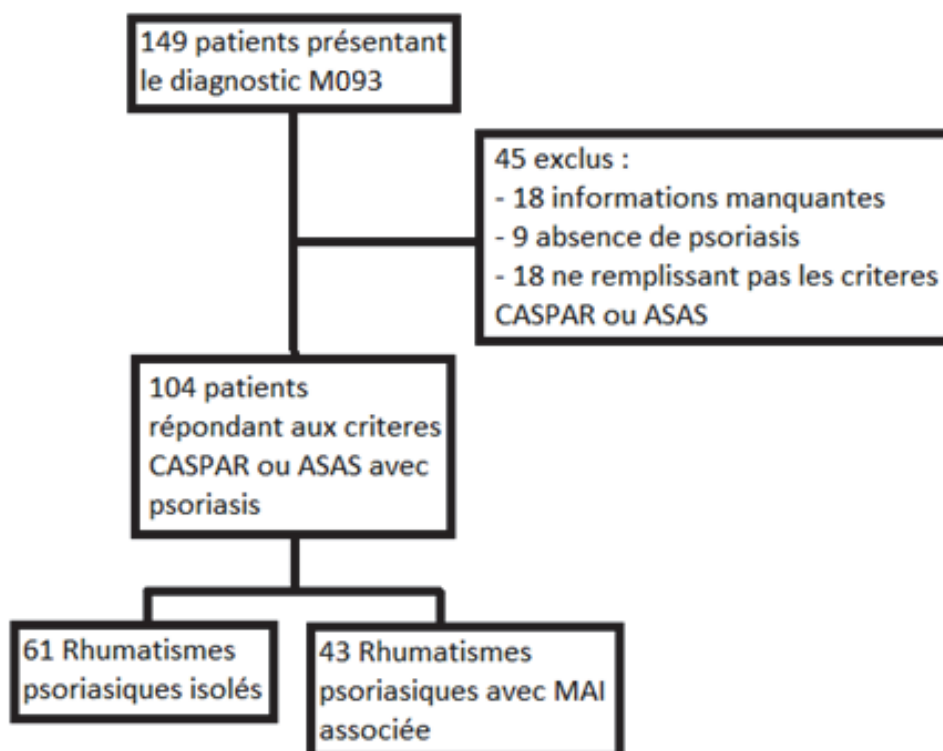 149 patients présentant
le diagnostic M093
45 exclus :
- 18 informations manquantes
- 9 absence de psoriasis
- 18 ne remplissant pas les criteres
CASPAR ou ASAS
104 patients
répondant aux criteres
CASPAR ou ASAS avec
psoriasis
61 Rhumatismes
psoriasiques isolés
43 Rhumatismes
psoriasiques avec MAI
associée